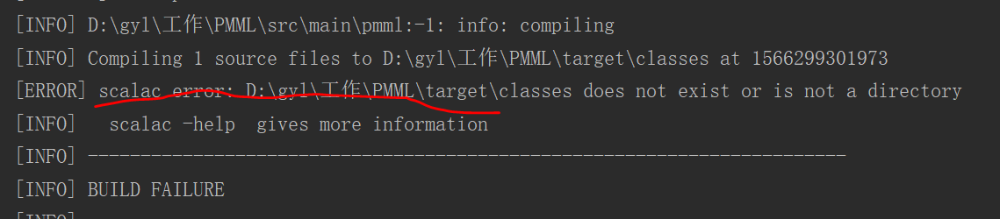 [INFO] D:\gyl\工作\PMML\src\main\pmml:-1: info: compiling
[INFO] Compiling 1 source files to D:\gyl\工作\PMML\target\classes at 1566299301973
[ERROR] scalac error: D:\gyl\工作\PMML\target\classes does not exist or is not a directory
[INFO]   scalac -help  gives more information
[INFO] ------------------------------------------------------------------------
[INFO] BUILD FAILURE